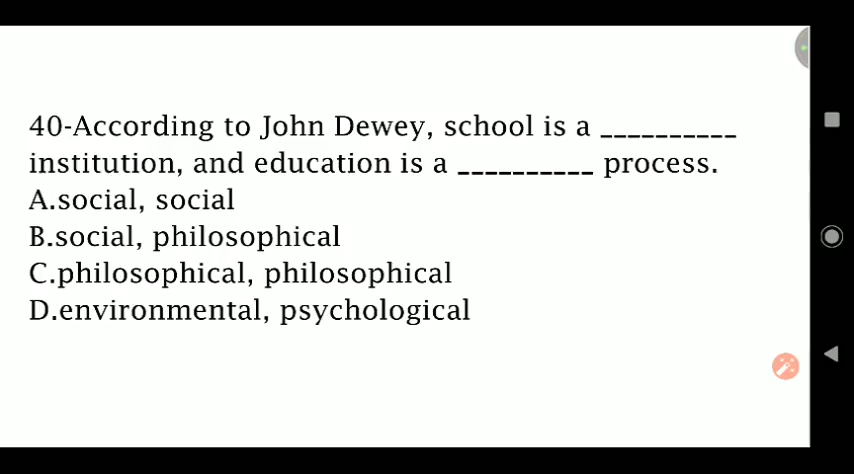 40-According to John Dewey, school is a __________
institution, and education is a __________ process.
A.social, social
B.social, philosophical
C.philosophical, philosophical
D.environmental, psychological